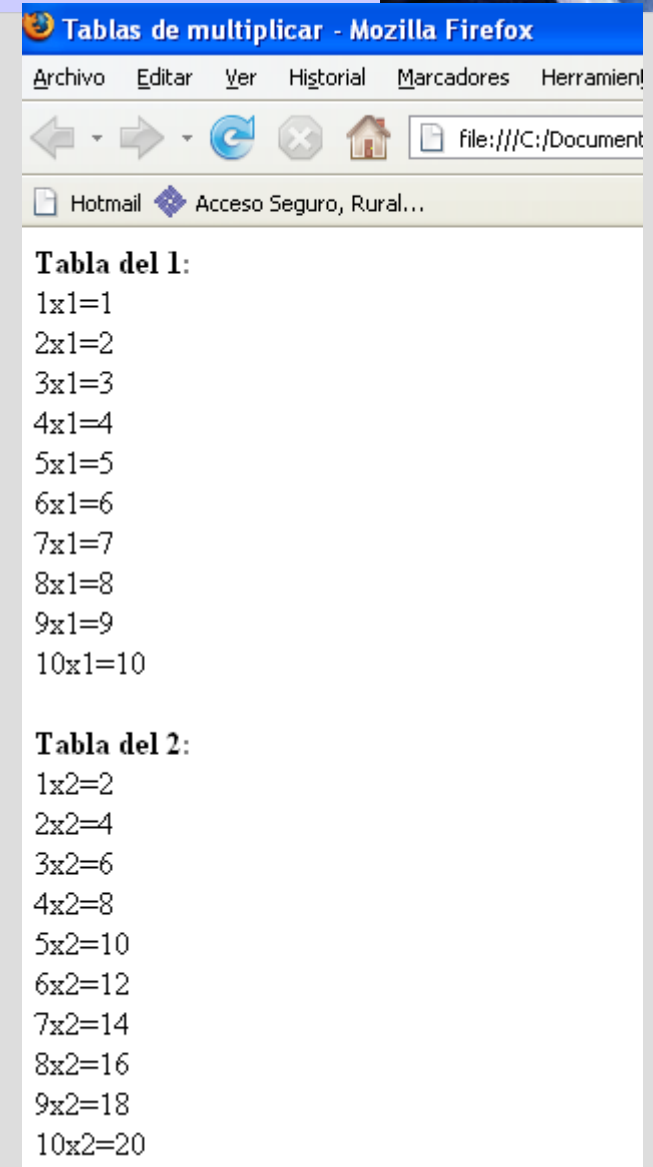 Tablas de multiplicar - Mozilla Firefox
Archivo Editar Ver Historial Marcadores
file:///C:/Document
Hotmail Acceso Seguro, Rural...
Tabla del 1:
1x1=1
2x1=2
3x1=3
4x1=4
5x1=5
6x1=6
7x1=7
8x1=8
9x1=9
10x1=10
Tabla del 2:
1x2=2
2x2=4
3x2=6
4x2=8
5x2=10
6x2=12
7x2=14
8x2=16
9x2=18
10x2=20